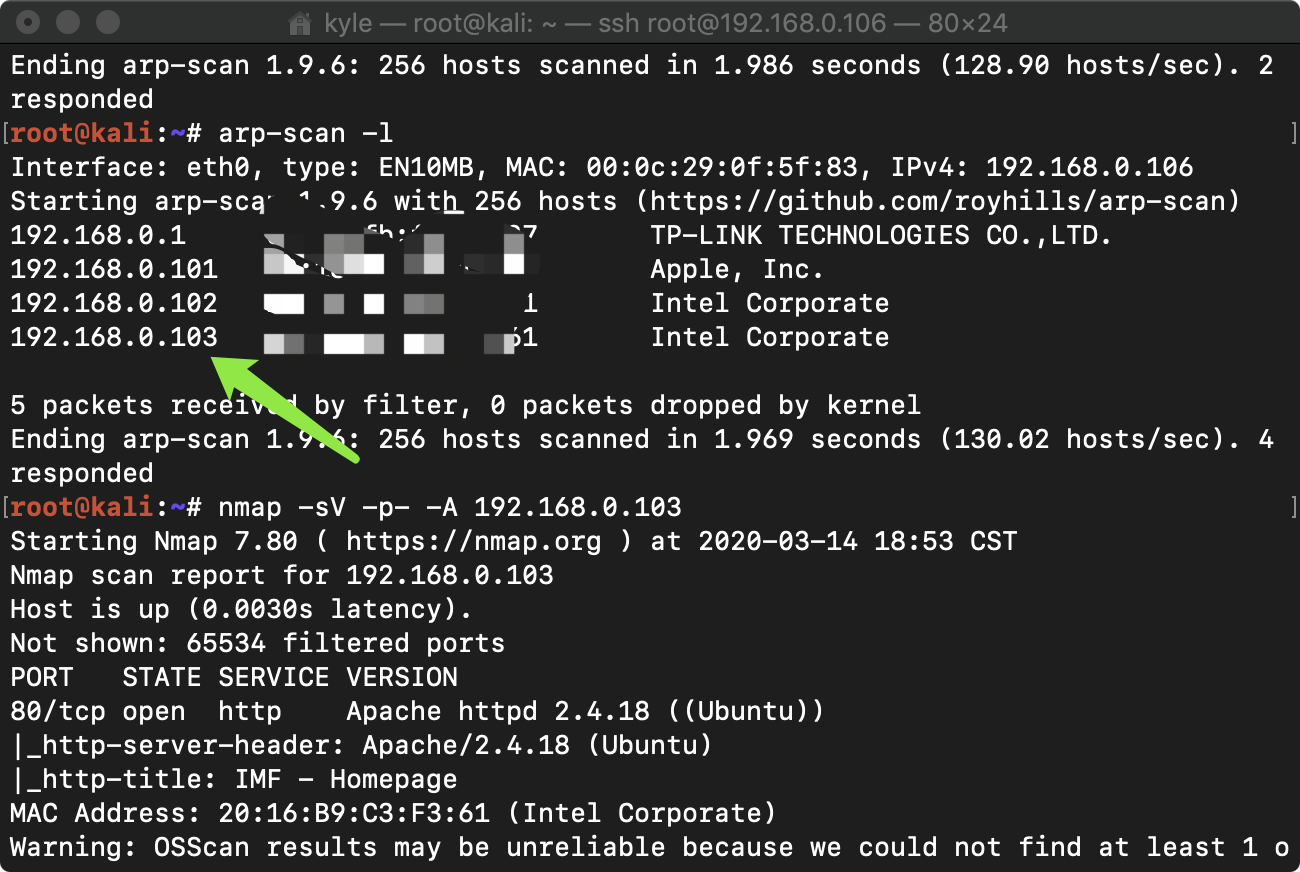 kyle — root@kali: ~ — ssh root@192.168.0.106 — 80×24
Ending arp-scan 1.9.6: 256 hosts scanned in 1.986 seconds (128.90 hosts/sec). 2
responded
[root@kali:~# arp-scan -l ]
Interface: eth0, type: EN10MB, MAC: 00:0c:29:0f:5f:83, IPv4: 192.168.0.106
Starting arp-scan 1.9.6 with 256 hosts (https://github.com/royhills/arp-scan)
192.168.0.1 TP-LINK TECHNOLOGIES CO.,LTD.
192.168.0.101 Apple, Inc.
192.168.0.102 1 Intel Corporate
192.168.0.103 61 Intel Corporate
5 packets received by filter, 0 packets dropped by kernel
Ending arp-scan 1.9.6: 256 hosts scanned in 1.969 seconds (130.02 hosts/sec). 4
responded
[root@kali:~# nmap -sV -p- -A 192.168.0.103 ]
Starting Nmap 7.80 ( https://nmap.org ) at 2020-03-14 18:53 CST
Nmap scan report for 192.168.0.103
Host is up (0.0030s latency).
Not shown: 65534 filtered ports
PORT STATE SERVICE VERSION
80/tcp open http Apache httpd 2.4.18 ((Ubuntu))
|_http-server-header: Apache/2.4.18 (Ubuntu)
|_http-title: IMF - Homepage
MAC Address: 20:16:B9:C3:F3:61 (Intel Corporate)
Warning: OSScan results may be unreliable because we could not find at least 1 o